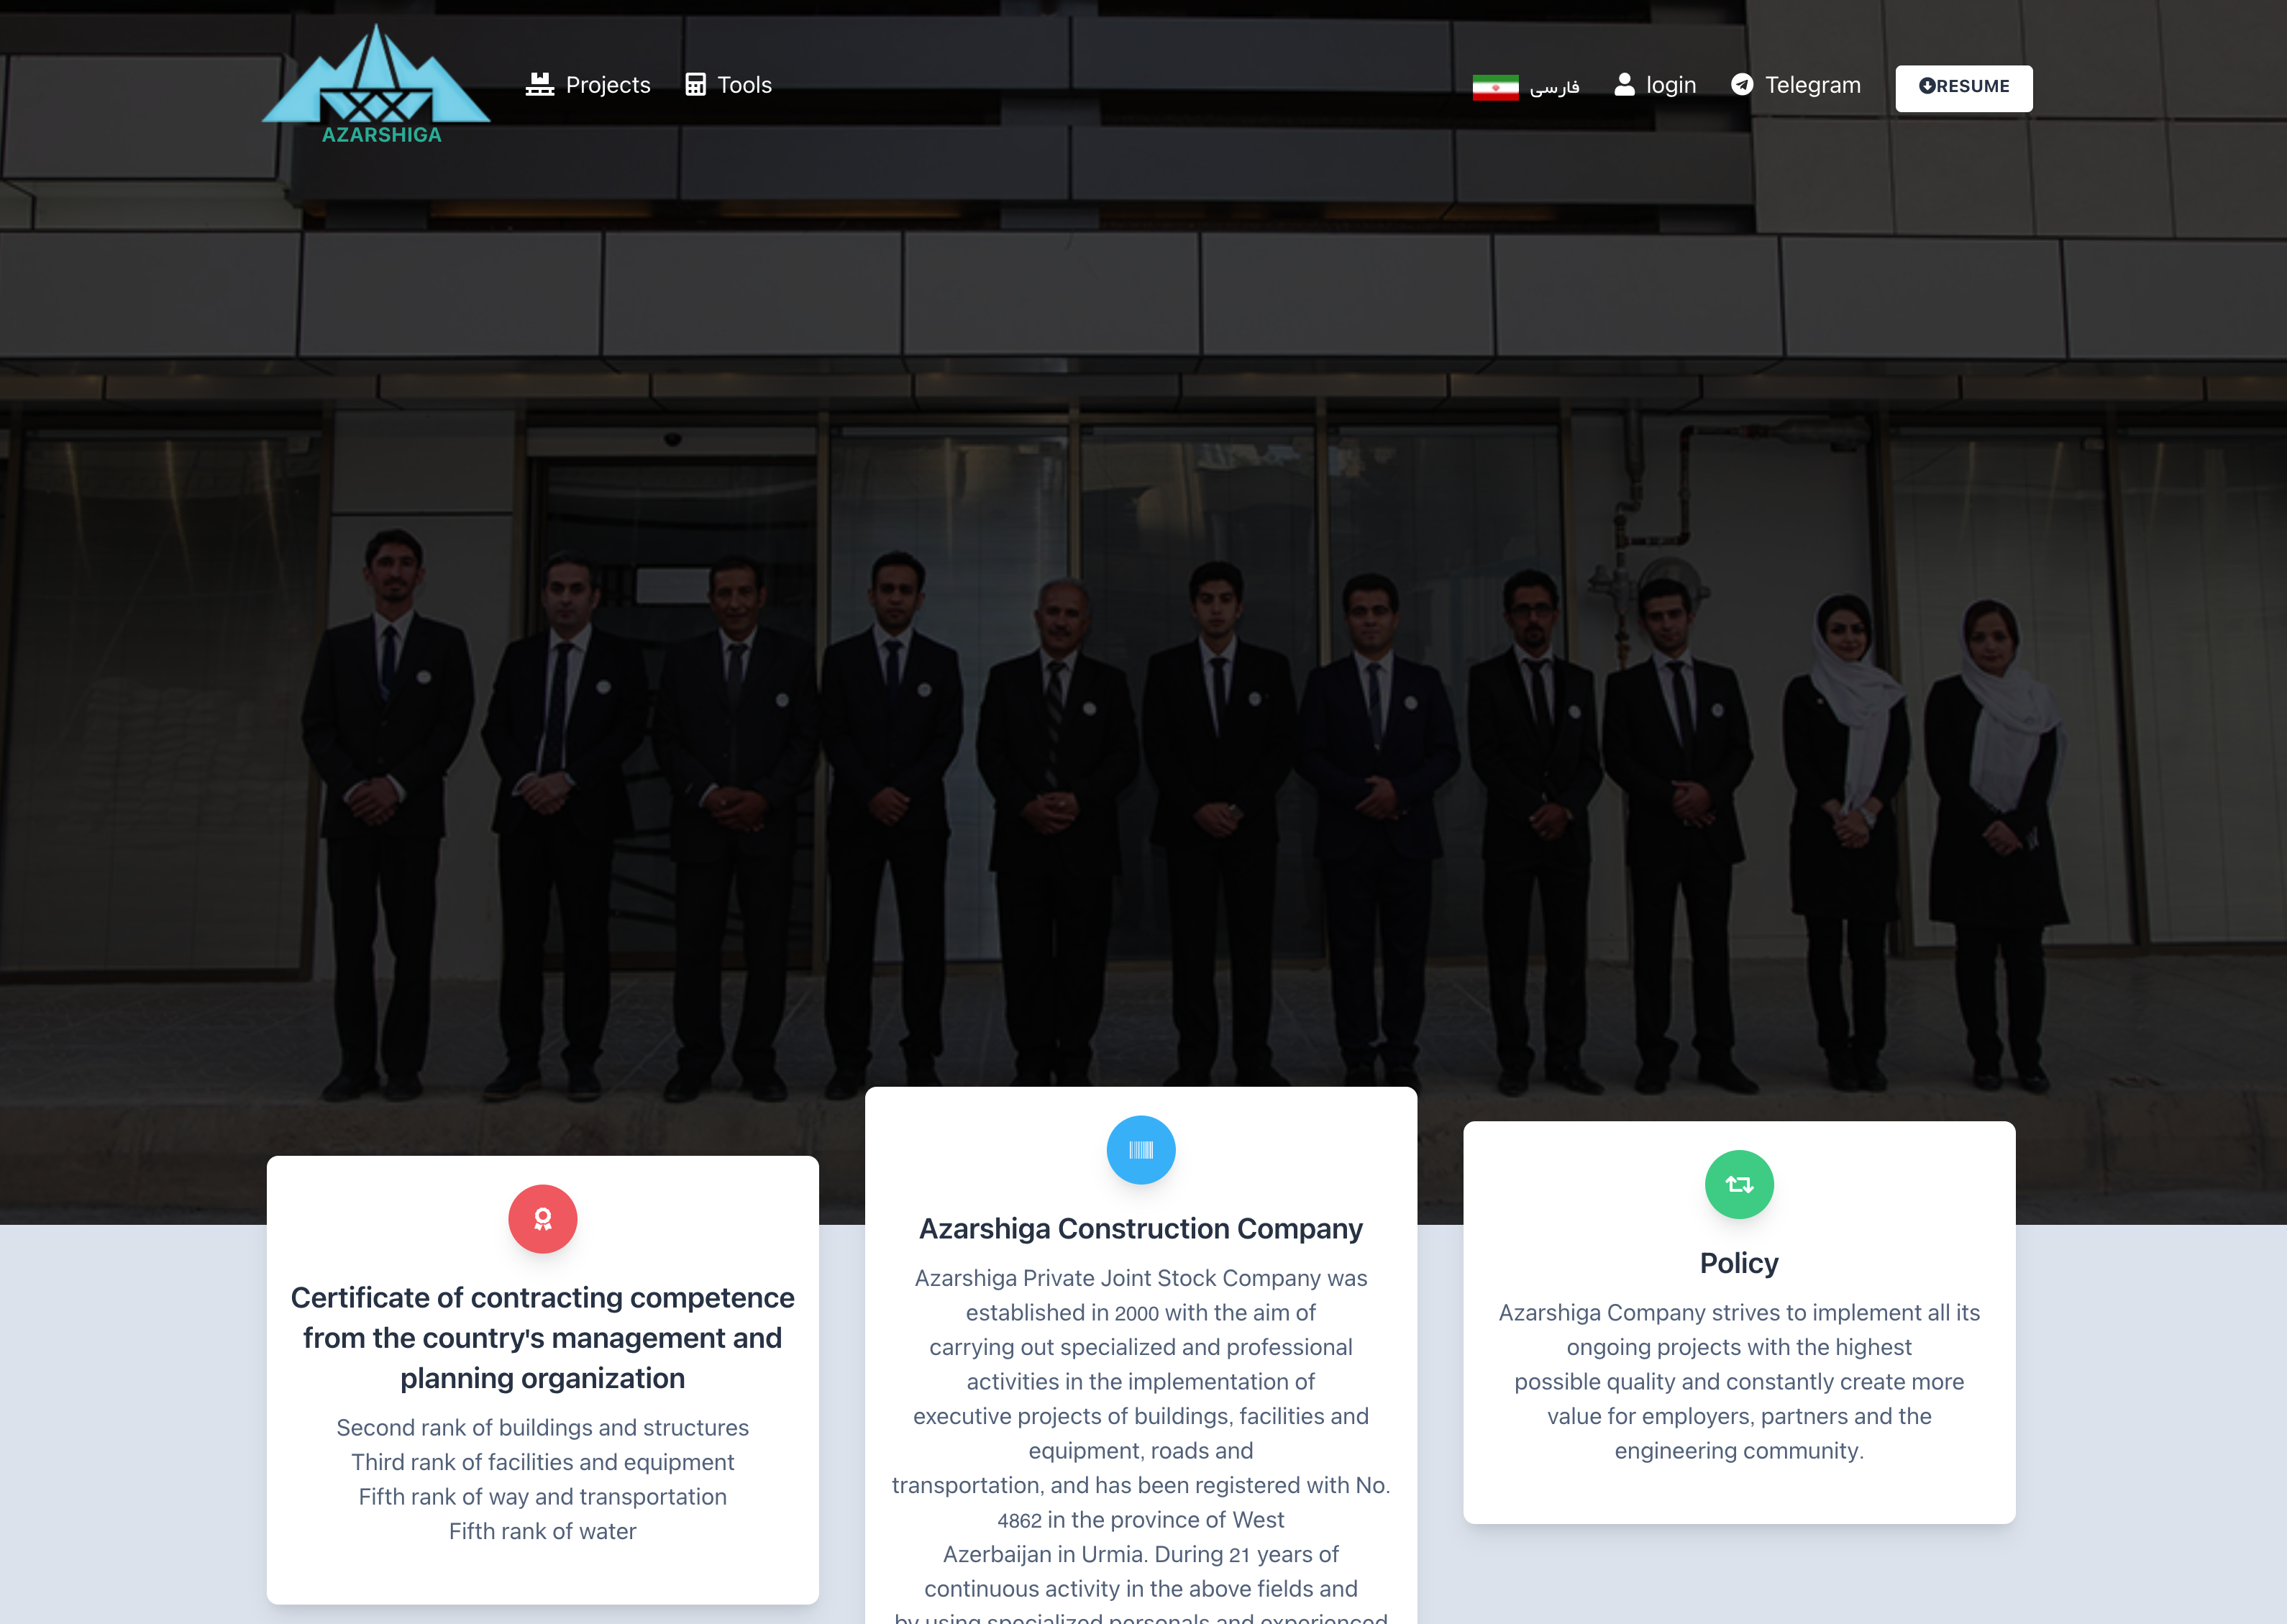 AZARSHIGA
Projects
Tools
فارسی
login
Telegram
RESUME
Certificate of contracting competence
from the country's management and
planning organization
Second rank of buildings and structures
Third rank of facilities and equipment
Fifth rank of way and transportation
Fifth rank of water
Azarshiga Construction Company
Azarshiga Private Joint Stock Company was
established in 2000 with the aim of
carrying out specialized and professional
activities in the implementation of
executive projects of buildings, facilities and
equipment, roads and
transportation, and has been registered with No.
4862 in the province of West
Azerbaijan in Urmia. During 21 years of
continuous activity in the above fields and
by using specialized personals and experienced
Policy
Azarshiga Company strives to implement all its
ongoing projects with the highest
possible quality and constantly create more
value for employers, partners and the
engineering community.